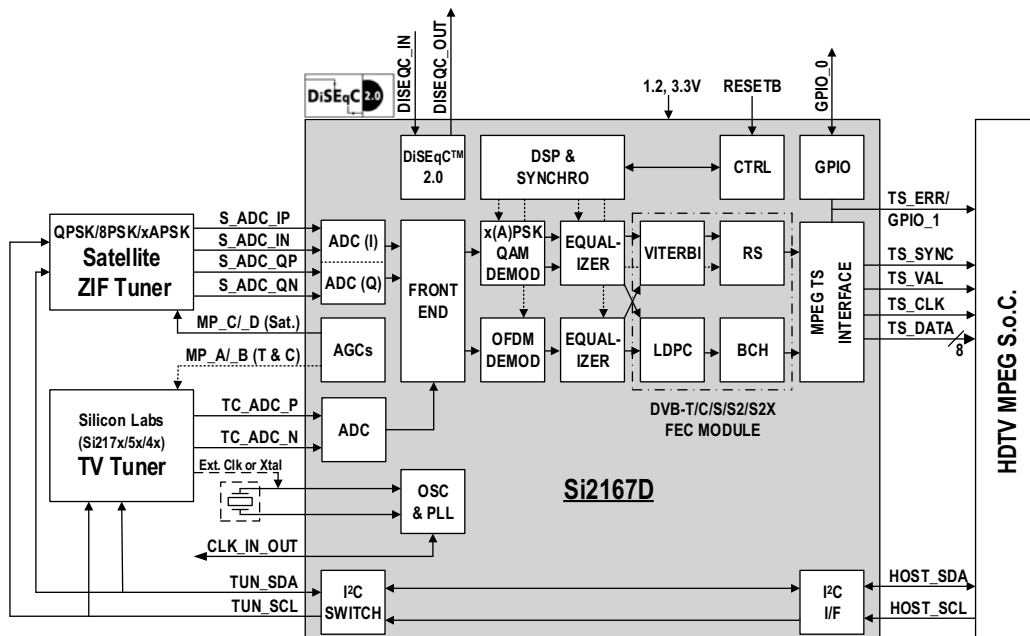 DISEQC_IN
DISEQC_OUT
DiSEqC 2.0
1.2, 3.3V
RESETB
GPIO_0
DiSEqC™
2.0
DSP &
SYNCHRO
CTRL
GPIO
TS_ERR/
GPIO_1
QPSK/8PSK/xAPSK
Satellite
ZIF Tuner
S_ADC_IP
S_ADC_IN
S_ADC_QP
S_ADC_QN
ADC (I)
ADC (Q)
FRONT
END
x(A)PSK
QAM
DEMOD
EQUAL-
IZER
VITERBI
RS
MPEG TS
INTERFACE
TS_SYNC
TS_VAL
TS_CLK
TS_DATA
8
HDTV MPEG S.o.C.
MP_C/_D (Sat.)
MP_A/_B (T & C)
AGCs
OFDM
DEMOD
EQUAL-
IZER
LDPC
BCH
DVB-T/C/S/S2/S2X
FEC MODULE
Silicon Labs
(Si217x/5x/4x)
TV Tuner
TC_ADC_P
TC_ADC_N
ADC
Ext. Clk or Xtal
OSC
& PLL
Si2167D
CLK_IN_OUT
TUN_SDA
TUN_SCL
I²C
SWITCH
I²C
I/F
HOST_SDA
HOST_SCL